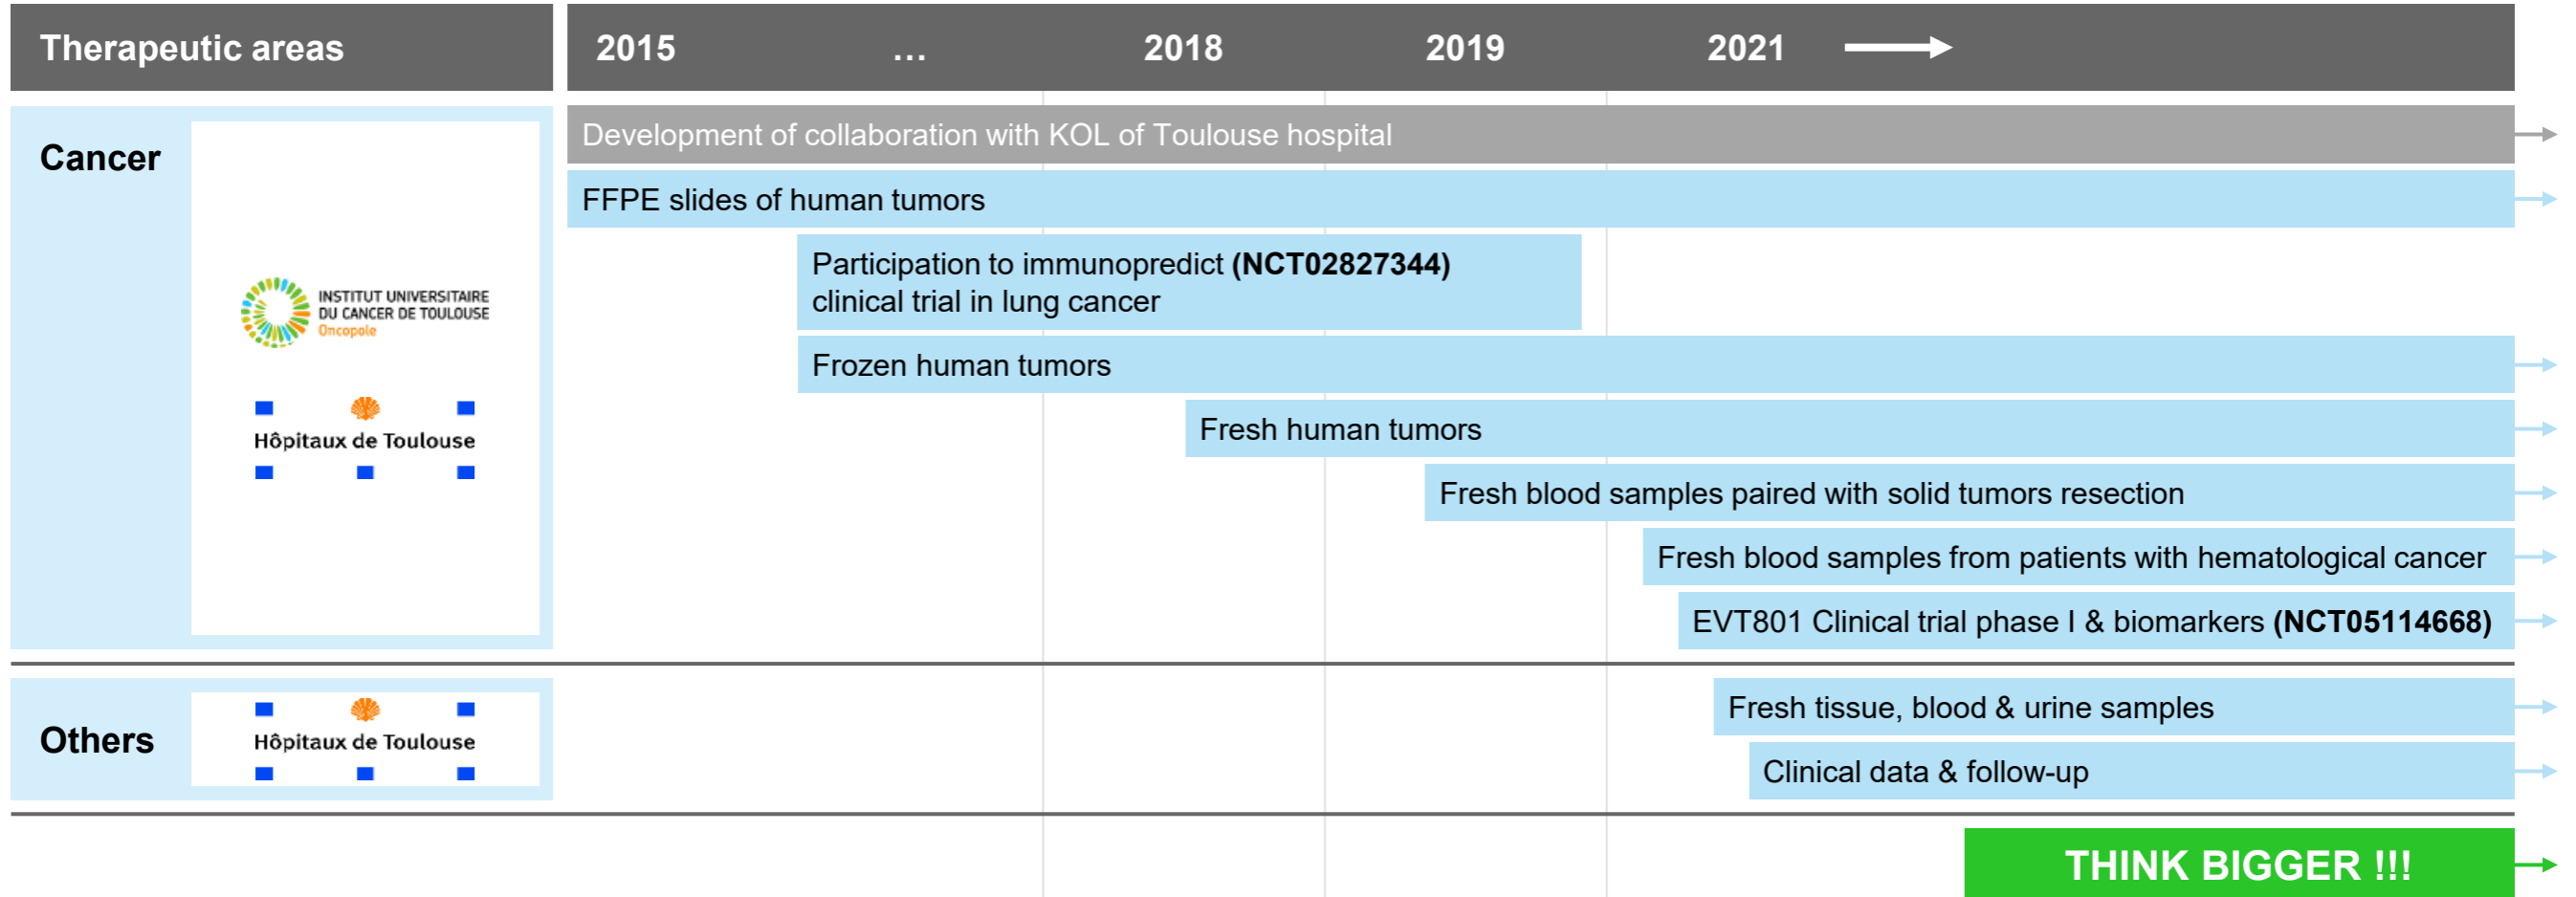 Therapeutic areas
2015 … 2018 2019 2021
Cancer
INSTITUT UNIVERSITAIRE
DU CANCER DE TOULOUSE
Oncopole
Hôpitaux de Toulouse
Development of collaboration with KOL of Toulouse hospital
FFPE slides of human tumors
Participation to immunopredict (NCT02827344)
clinical trial in lung cancer
Frozen human tumors
Fresh human tumors
Fresh blood samples paired with solid tumors resection
Fresh blood samples from patients with hematological cancer
EVT801 Clinical trial phase I & biomarkers (NCT05114668)
Others
Hôpitaux de Toulouse
Fresh tissue, blood & urine samples
Clinical data & follow-up
THINK BIGGER !!!